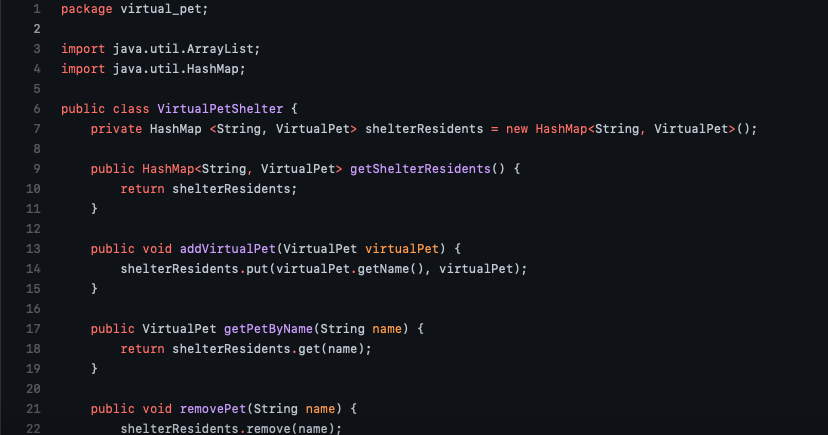 1 package virtual_pet;
2
3 import java.util.ArrayList;
4 import java.util.HashMap;
5
6 public class VirtualPetShelter {
7     private HashMap <String, VirtualPet> shelterResidents = new HashMap<String, VirtualPet>();
8
9     public HashMap<String, VirtualPet> getShelterResidents() {
10         return shelterResidents;
11     }
12
13     public void addVirtualPet(VirtualPet virtualPet) {
14         shelterResidents.put(virtualPet.getName(), virtualPet);
15     }
16
17     public VirtualPet getPetByName(String name) {
18         return shelterResidents.get(name);
19     }
20
21     public void removePet(String name) {
22         shelterResidents.remove(name);